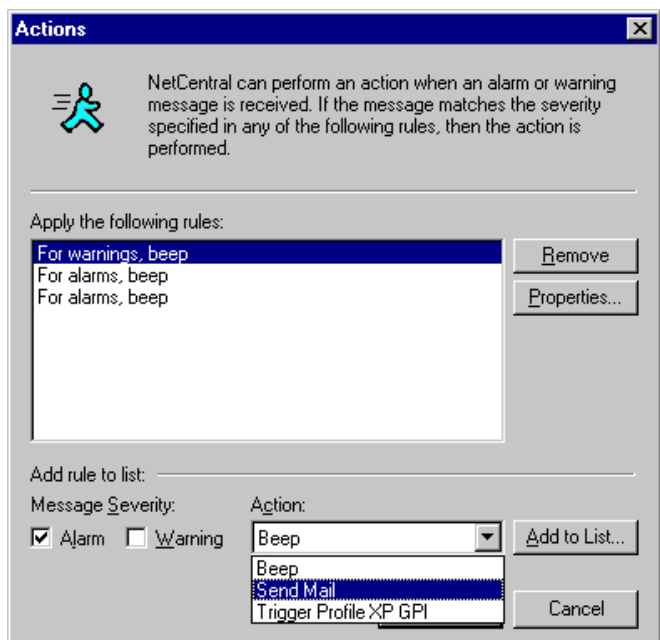 Actions
NetCentral can perform an action when an alarm or warning
message is received. If the message matches the severity
specified in any of the following rules, then the action is
performed.
Apply the following rules:
For warnings, beep
For alarms, beep
For alarms, beep
Remove
Properties...
Add rule to list:
Message Severity:
Action:
Alarm
Warning
Beep
Add to List...
Beep
Send Mail
Trigger Profile XP GPI
Cancel